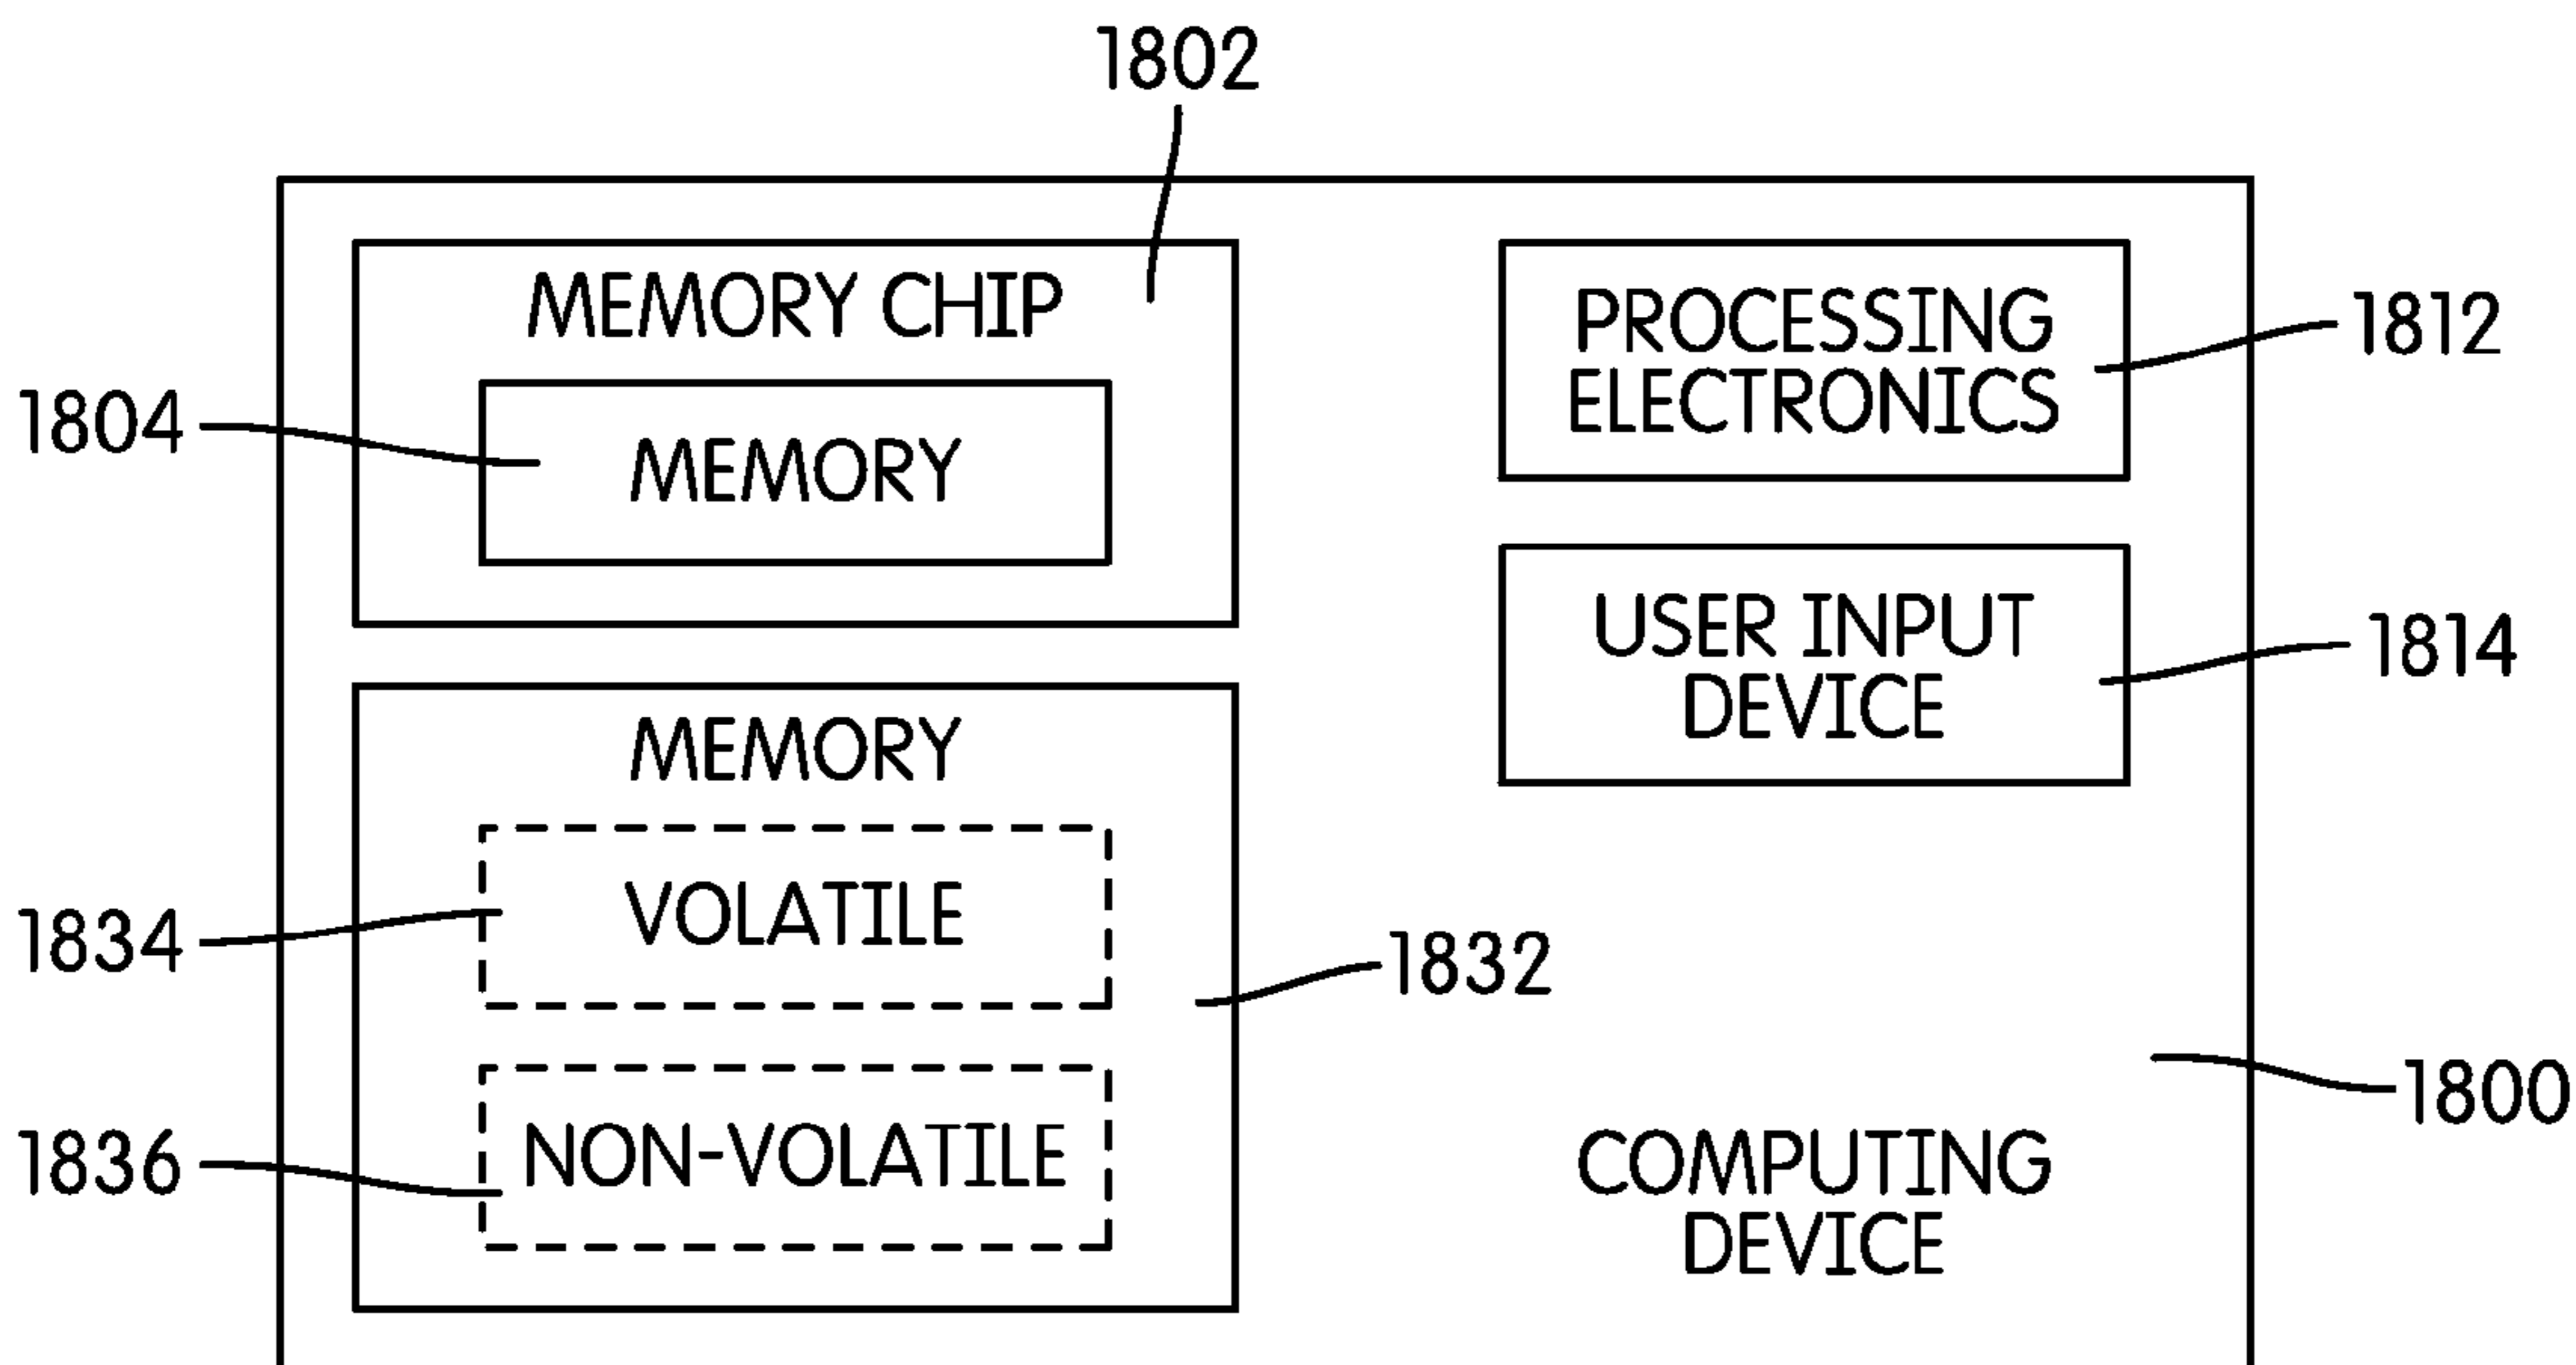 1802
MEMORY CHIP
1804
MEMORY
PROCESSING
ELECTRONICS
1812
USER INPUT
DEVICE
1814
MEMORY
1834
VOLATILE
1832
1836
NON-VOLATILE
1800
COMPUTING
DEVICE